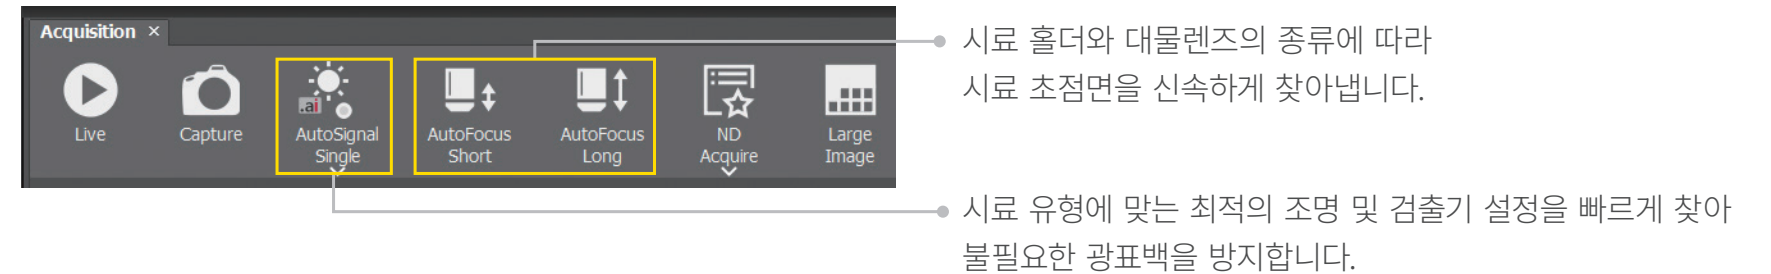 Acquisition ×
시료 홀더와 대물렌즈의 종류에 따라
시료 초점면을 신속하게 찾아냅니다.
.ai
Live
Capture
AutoSignal
Single
AutoFocus
Short
AutoFocus
Long
ND
Acquire
Large
Image
시료 유형에 맞는 최적의 조명 및 검출기 설정을 빠르게 찾아
불필요한 광표백을 방지합니다.